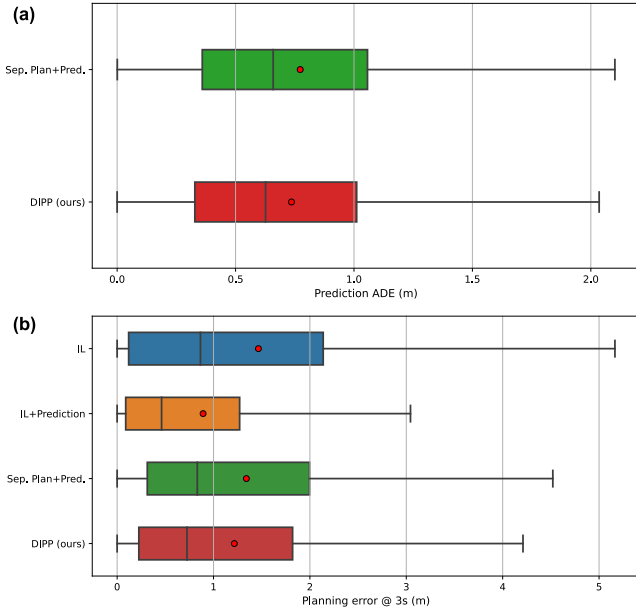 (a)
Sep. Plan+Pred.
DIPP (ours)
0.0 0.5 1.0 1.5 2.0
Prediction ADE (m)
(b)
IL
IL+Prediction
Sep. Plan+Pred.
DIPP (ours)
0 1 2 3 4 5
Planning error @ 3s (m)